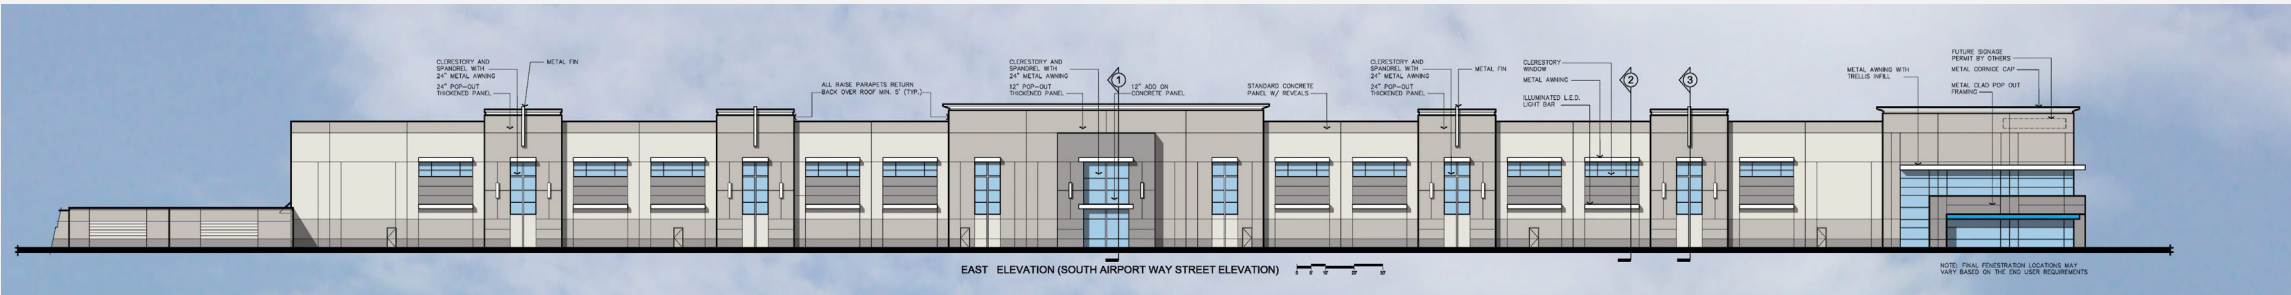 CLERESTORY AND
SPANDREL WITH
24" METAL AWNING
24" POP-OUT
THICKENED PANEL
METAL FIN
ALL RAISE PARAPETS RETURN
BACK OVER ROOF MIN. 5' (TYP.)
CLERESTORY AND
SPANDREL WITH
24" METAL AWNING
12" POP-OUT
THICKENED PANEL
1
12" ADD ON
CONCRETE PANEL
STANDARD CONCRETE
PANEL W/ REVEALS
CLERESTORY AND
SPANDREL WITH
24" METAL AWNING
24" POP-OUT
THICKENED PANEL
METAL FIN
CLERESTORY
WINDOW
METAL AWNING
ILLUMINATED L.E.D.
LIGHT BAR
2
3
METAL AWNING WITH
TRELLIS INFILL
FUTURE SIGNAGE
PERMIT BY OTHERS
METAL CORNICE CAP
METAL CLAD POP OUT
FRAMING
EAST ELEVATION (SOUTH AIRPORT WAY STREET ELEVATION)
NOTE: FINAL FENESTRATION LOCATIONS MAY
VARY BASED ON THE END USER REQUIREMENTS